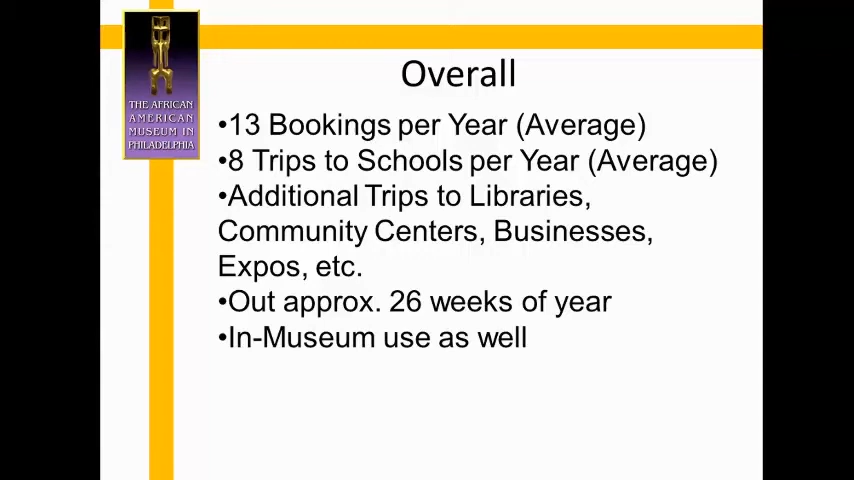 THE AFRICAN
AMERICAN
MUSEUM IN
PHILADELPHIA
Overall
•13 Bookings per Year (Average)
•8 Trips to Schools per Year (Average)
•Additional Trips to Libraries,
Community Centers, Businesses,
Expos, etc.
•Out approx. 26 weeks of year
•In-Museum use as well